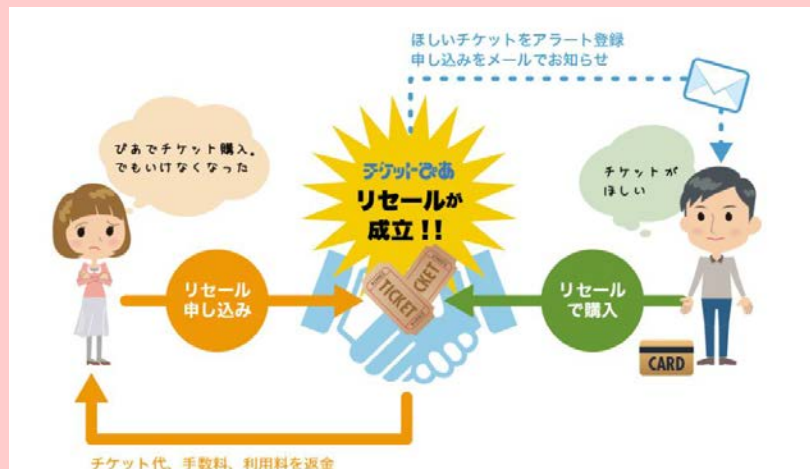 ほしいチケットをアラート登録
申し込みをメールでお知らせ
ぴあでチケット購入。
でもいけなくなった
チケットぴあ
リセールが
成立!!
チケットが
ほしい
リセール
申し込み
TICKET
CKET
リセール
で購入
CARD
チケット代、手数料、利用料を返金